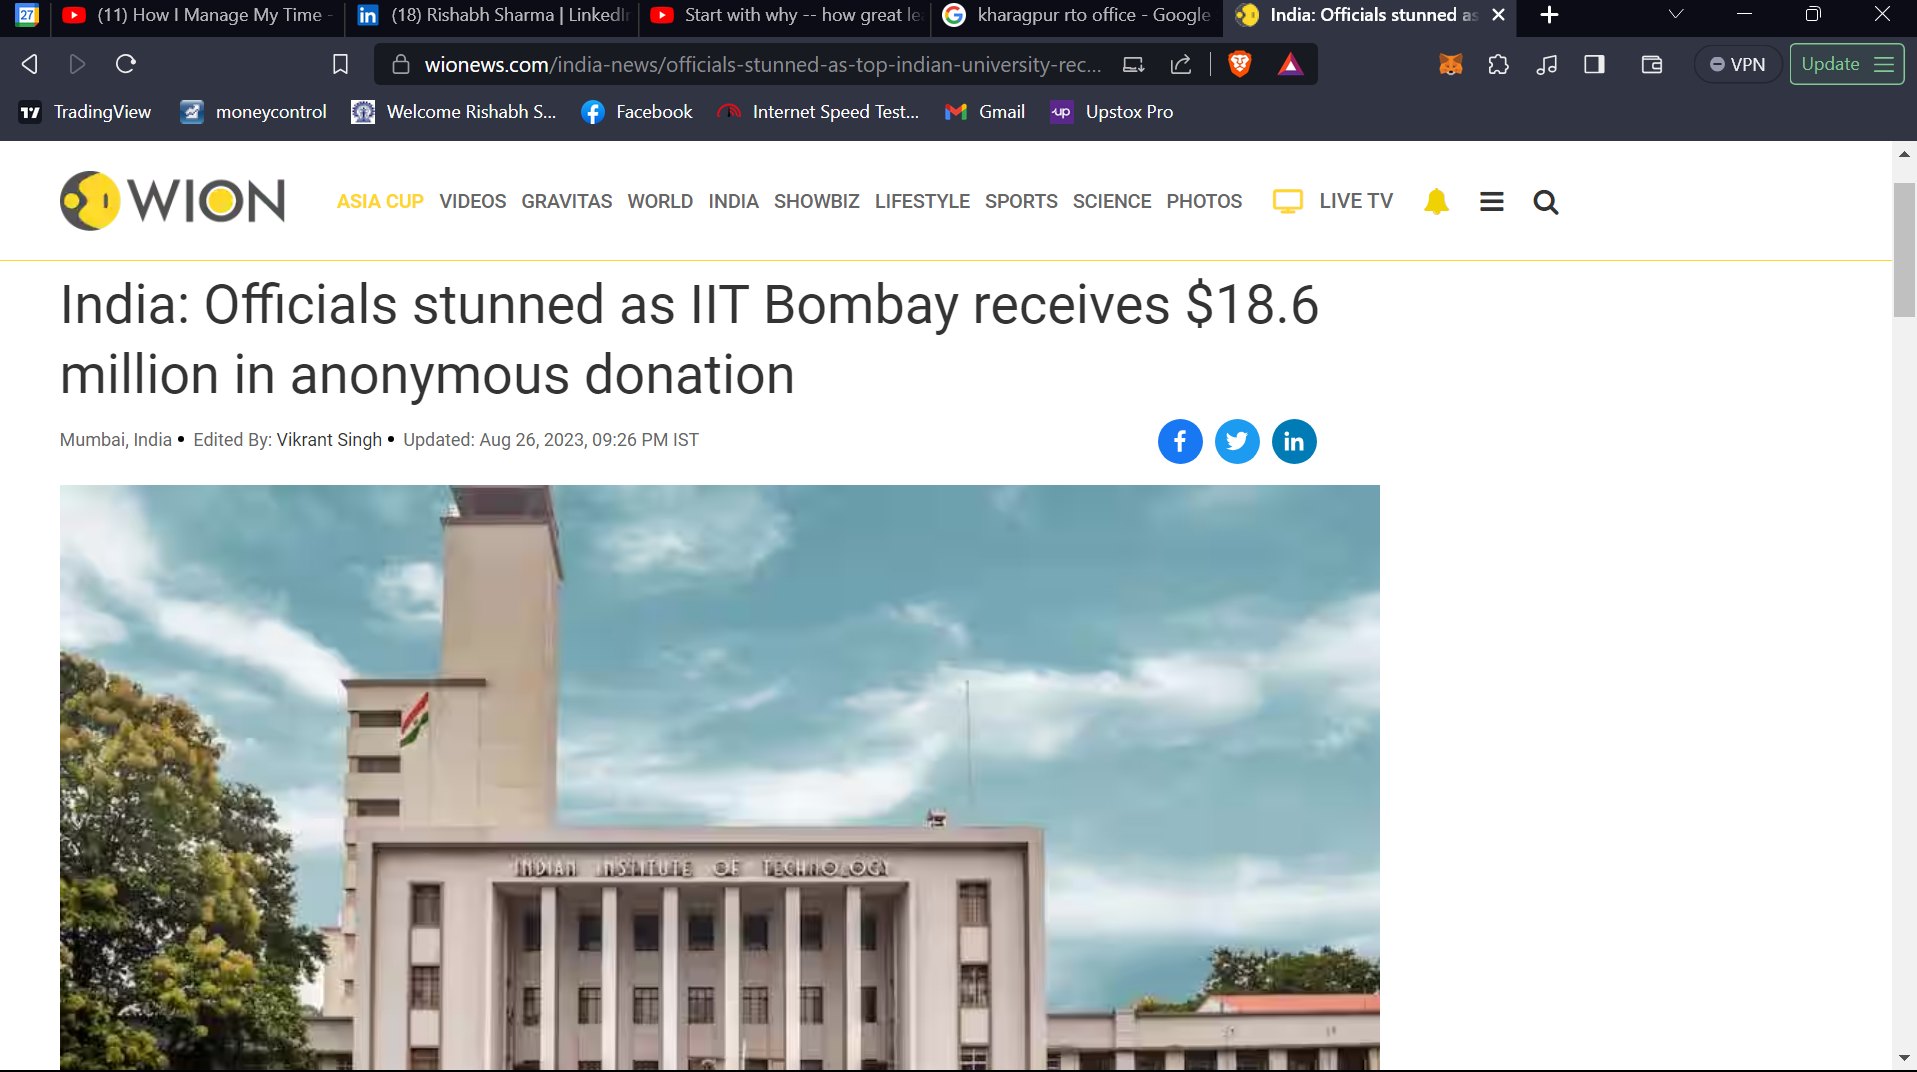 27
(11) How I Manage My Time -
in
(18) Rishabh Sharma | LinkedIn
Start with why -- how great le
kharagpur rto office - Google
India: Officials stunned as
wionews.com/india-news/officials-stunned-as-top-indian-university-rec...
VPN
Update
TradingView
moneycontrol
Welcome Rishabh S...
Facebook
Internet Speed Test...
Gmail
up
Upstox Pro
WION
ASIA CUP VIDEOS GRAVITAS WORLD INDIA SHOWBIZ LIFESTYLE SPORTS SCIENCE PHOTOS LIVE TV
India: Officials stunned as IIT Bombay receives $18.6
million in anonymous donation
Mumbai, India • Edited By: Vikrant Singh • Updated: Aug 26, 2023, 09:26 PM IST
f
in
INDIAN INSTITUTE OF TECHNOLOGY